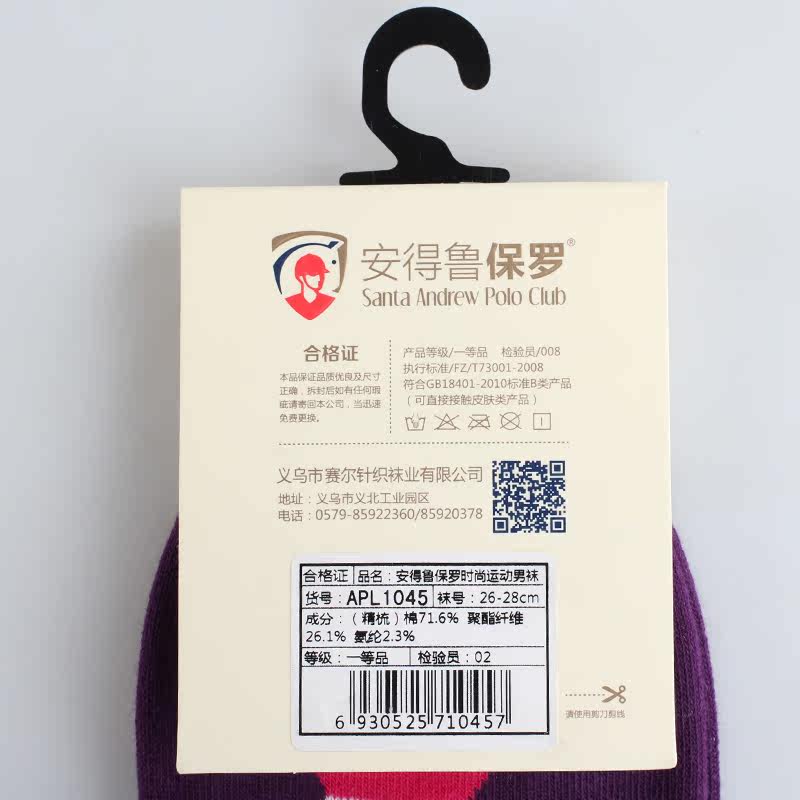 安得鲁保罗®
Santa Andrew Polo Club
合格证
本品保证品质优良及尺寸
正确，拆封后如有任何瑕
疵请寄回本公司，当迅速
免费更换。
产品等级/一等品 检验员/008
执行标准/FZ/T73001-2008
符合GB18401-2010标准B类产品
（可直接接触皮肤类产品）
义乌市赛尔针织袜业有限公司
地址：义乌市义北工业园区
电话：0579-85922360/85920378
合格证 品名：安得鲁保罗时尚运动男袜
货号：APL1045 袜号：26-28cm
成分：（精梳）棉71.6% 聚酯纤维
26.1% 氨纶2.3%
等级：一等品 检验员：02
6 930525 710457
请使用剪刀剪线